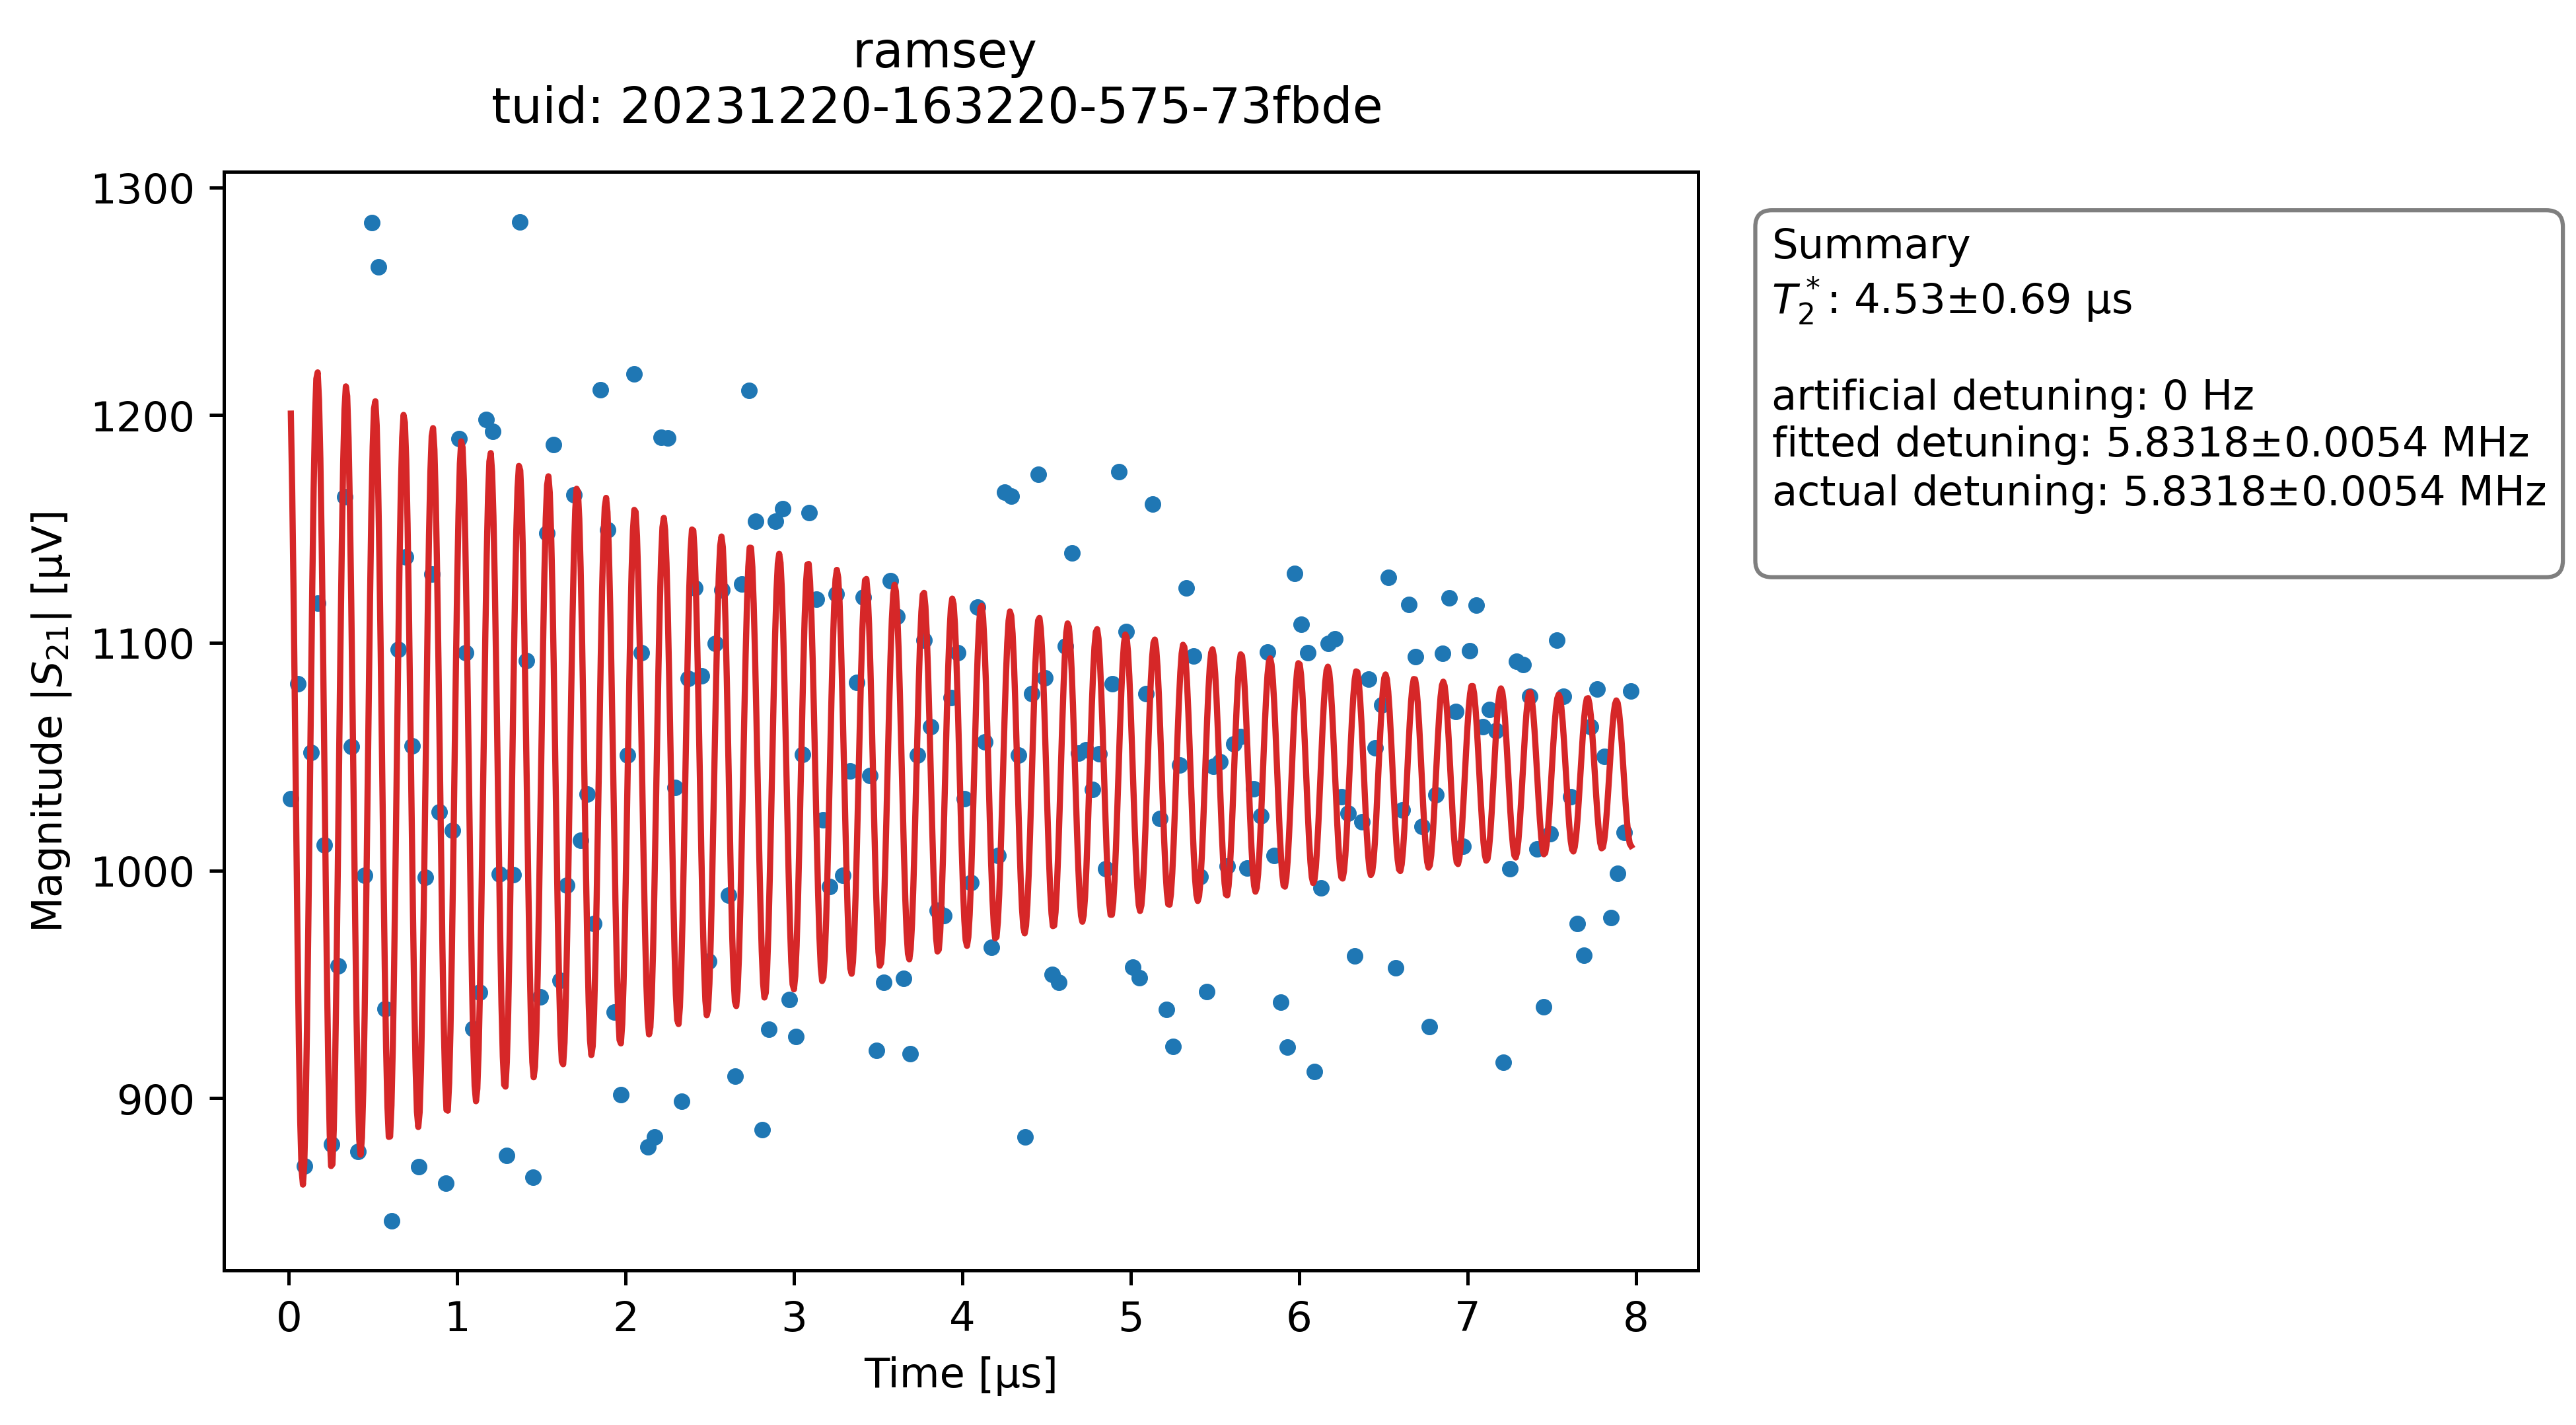 ramsey
tuid: 20231220-163220-575-73fbde
1300
1200
1100
1000
900
Magnitude |S21| [µV]
0 1 2 3 4 5 6 7 8
Time [µs]
Summary
T2*: 4.53±0.69 µs
artificial detuning: 0 Hz
fitted detuning: 5.8318±0.0054 MHz
actual detuning: 5.8318±0.0054 MHz